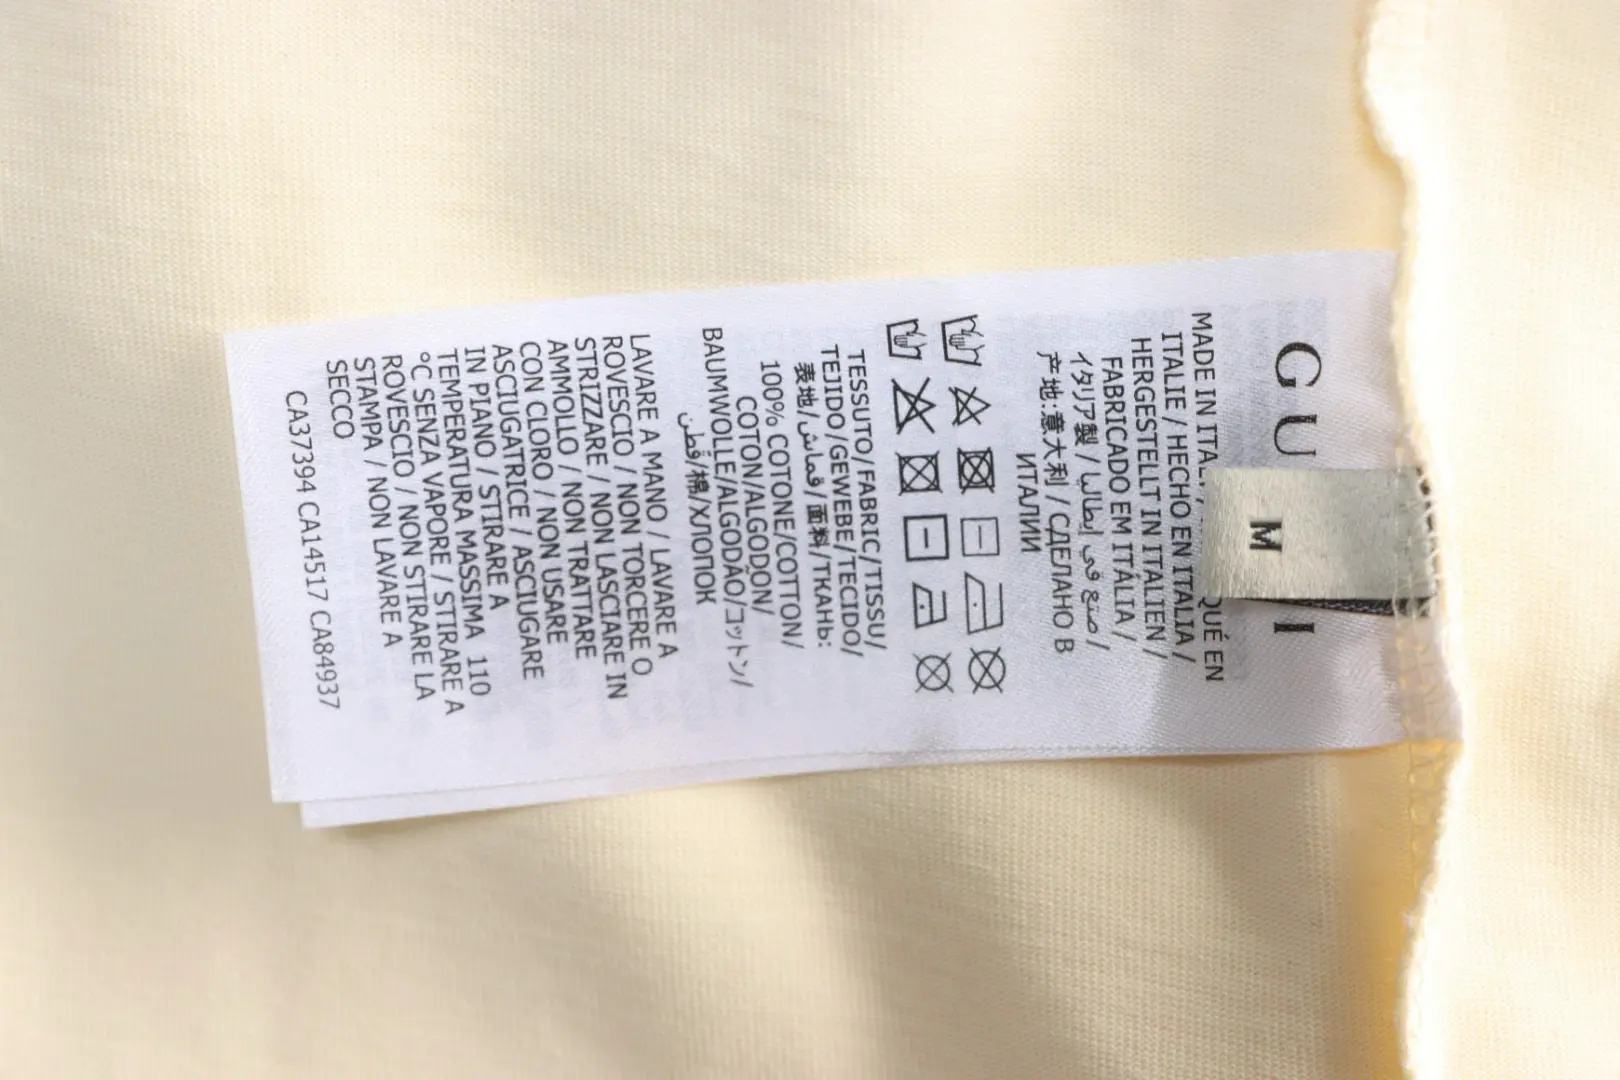 GU I
M
MADE IN ITAL QUÉ EN
ITALIE / HECHO EN ITALIA /
HERGESTELLT IN ITALIEN /
FABRICADO EM ITÁLIA /
イタリア製 / صنع في إيطاليا /
产地:意大利 / СДЕЛАНО В
ИТАЛИИ
TESSUTO/FABRIC/TISSU/
TEJIDO/GEWEBE/TECIDO/
表地/قماش/面料/ТКАНЬ:
100% COTONE/COTTON/
COTON/ALGODON/
BAUMWOLLE/ALGODÃO/コットン/
قطن/棉/ХЛОПОК
LAVARE A MANO / LAVARE A
ROVESCIO / NON TORCERE O
STRIZZARE / NON LASCIARE IN
AMMOLLO / NON TRATTARE
CON CLORO / NON USARE
ASCIUGATRICE / ASCIUGARE
IN PIANO / STIRARE A
TEMPERATURA MASSIMA 110
°C SENZA VAPORE / STIRARE A
ROVESCIO / NON STIRARE LA
STAMPA / NON LAVARE A
SECCO
CA37394 CA14517 CA84937